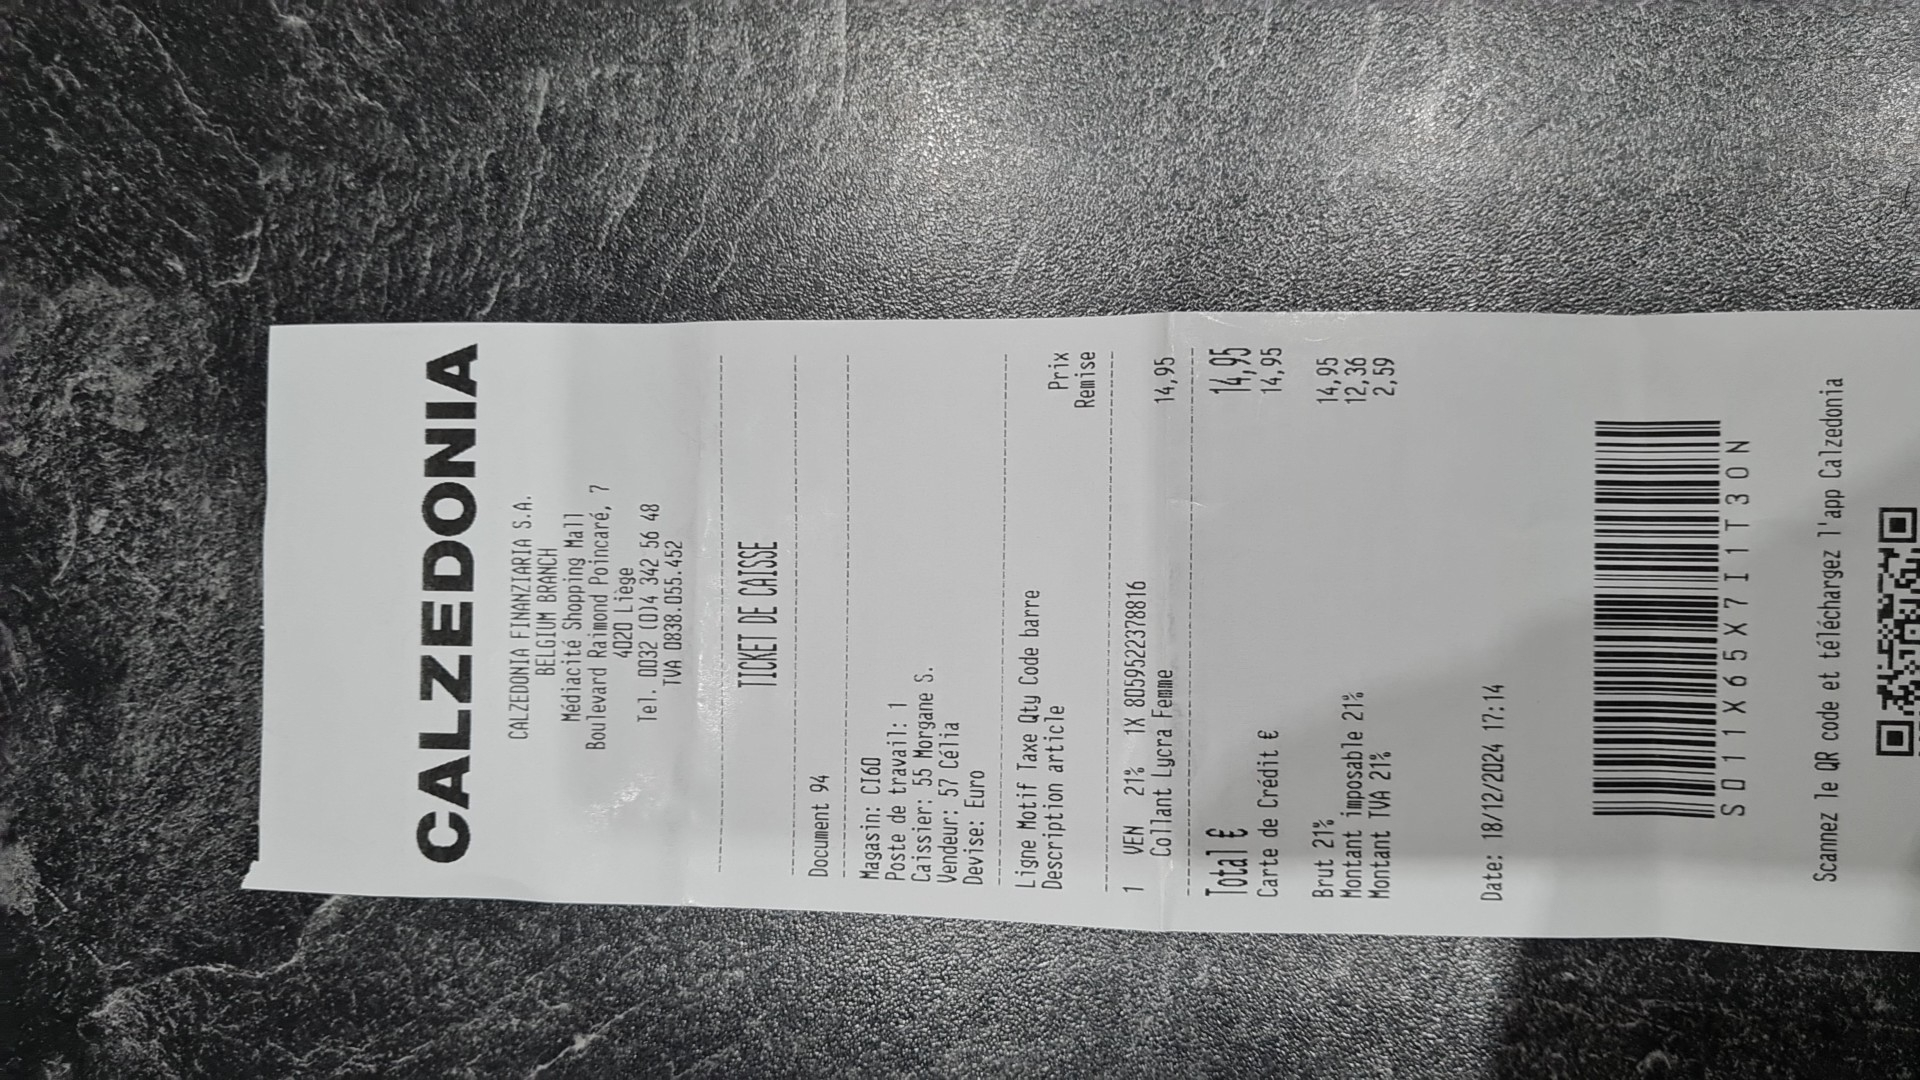 CALZEDONIA
CALZEDONIA FINANZIARIA S.A.
BELGIUM BRANCH
Médiacité Shopping Mall
Boulevard Raimond Poincaré, 7
4020 Liège
Tel. 0032 (0)4 342 56 48
TVA 0838.055.452
TICKET DE CAISSE
Document 94
Magasin: CI60
Poste de travail: 1
Caissier: 55 Morgane S.
Vendeur: 57 Célia
Devise: Euro
Ligne Motif Taxe Qty Code barre Prix
Description article Remise
1 VEN 21% 1X 8059522378816
Collant Lycra Femme 14,95
Total € 14,95
Carte de Crédit € 14,95
Brut 21% 14,95
Montant imposable 21% 12,36
Montant TVA 21% 2,59
Date: 18/12/2024 17:14
S011X65X7I1T30N
Scannez le QR code et téléchargez l'app Calzedonia